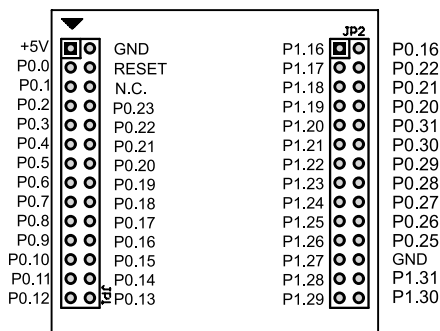 JP2
+5V GND P1.16 P0.16
P0.0 RESET P1.17 P0.22
P0.1 N.C. P1.18 P0.21
P0.2 P0.23 P1.19 P0.20
P0.3 P0.22 P1.20 P0.31
P0.4 P0.21 P1.21 P0.30
P0.5 P0.20 P1.22 P0.29
P0.6 P0.19 P1.23 P0.28
P0.7 P0.18 P1.24 P0.27
P0.8 P0.17 P1.25 P0.26
P0.9 P0.16 P1.26 P0.25
P0.10 P0.15 P1.27 GND
P0.11 P0.14 P1.28 P1.31
P0.12 P0.13 P1.29 P1.30
JP1